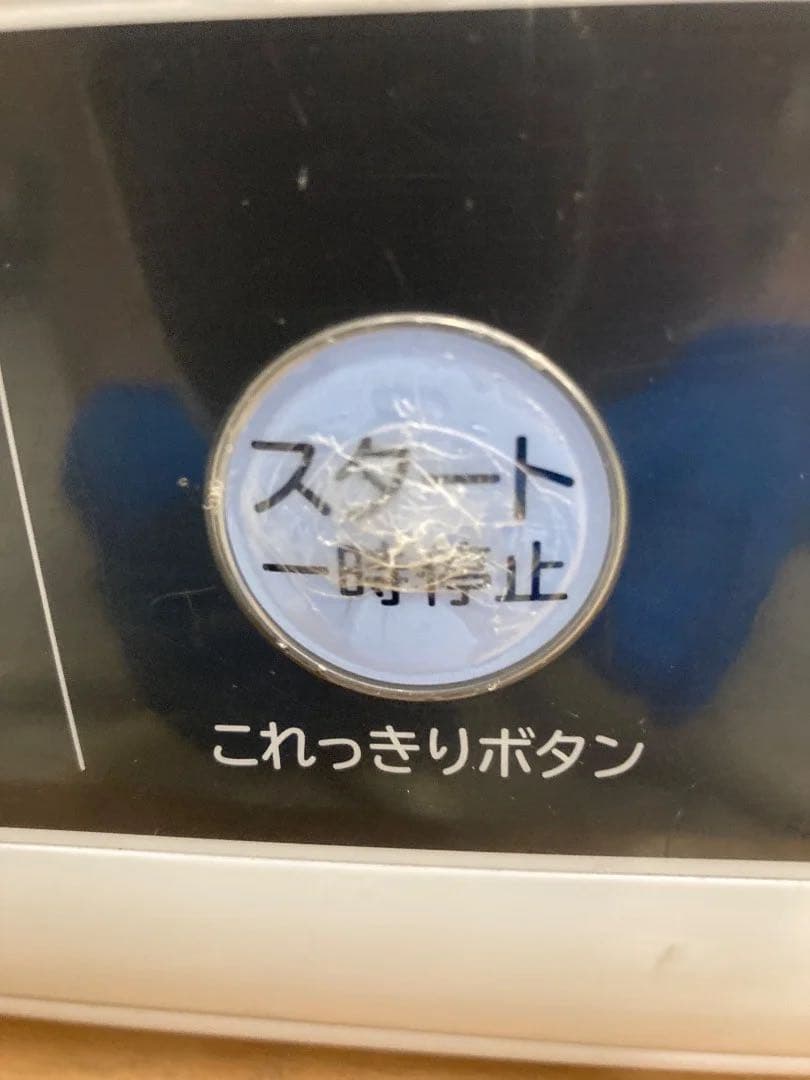 スタート
一時停止
これっきりボタン